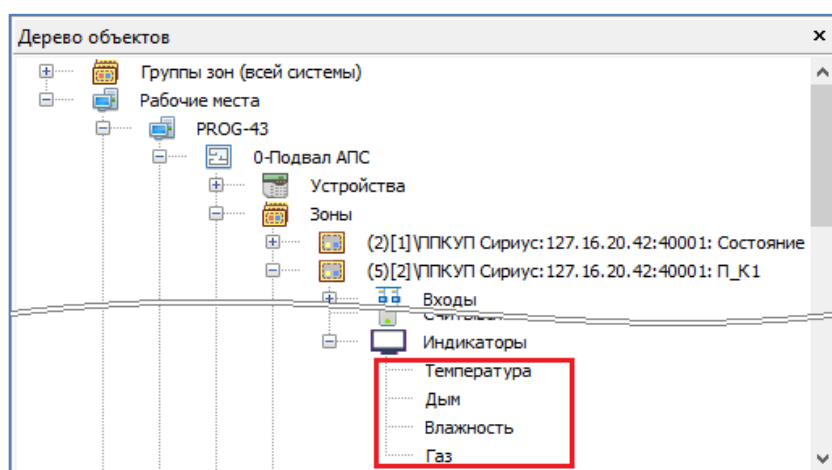 Дерево объектов
Группы зон (всей системы)
Рабочие места
PROG-43
0-Подвал АПС
Устройства
Зоны
(2)[1]\ППКУП Сириус:127.16.20.42:40001: Состояние
(5)[2]\ППКУП Сириус:127.16.20.42:40001: П_К1
Входы
Индикаторы
Температура
Дым
Влажность
Газ